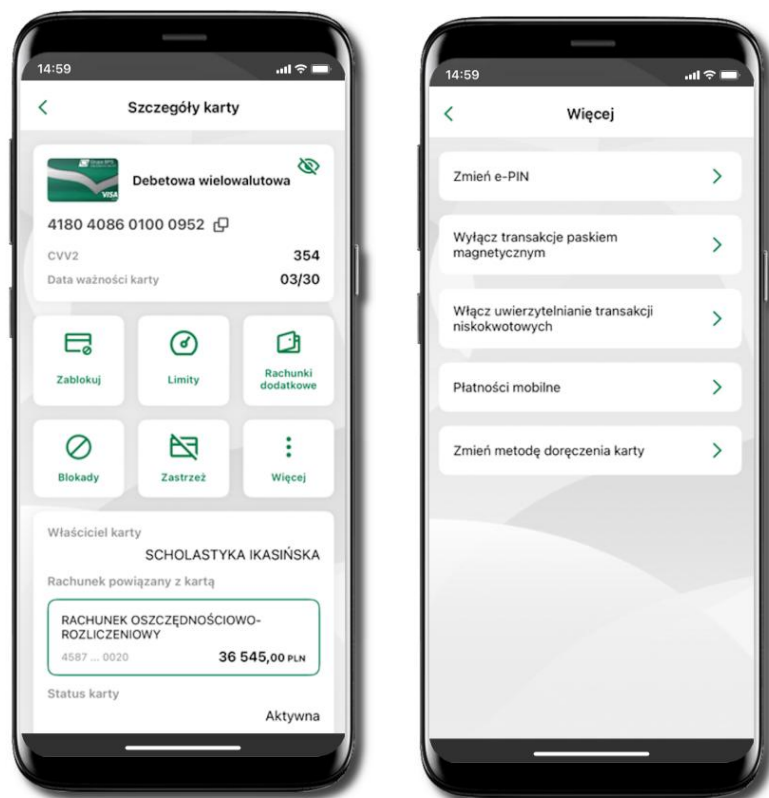 14:59
Szczegóły karty
VISA
Debetowa wielowalutowa
4180 4086 0100 0952
CVV2 354
Data ważności karty 03/30
Zablokuj
Limity
Rachunki
dodatkowe
Blokady
Zastrzeż
Więcej
Właściciel karty
SCHOLASTYKA IKASIŃSKA
Rachunek powiązany z kartą
RACHUNEK OSZCZĘDNOŚCIOWO-
ROZLICZENIOWY
4587 ... 0020 36 545,00 PLN
Status karty
Aktywna
14:59
Więcej
Zmień e-PIN
Wyłącz transakcje paskiem
magnetycznym
Włącz uwierzytelnianie transakcji
niskokwotowych
Płatności mobilne
Zmień metodę doręczenia karty